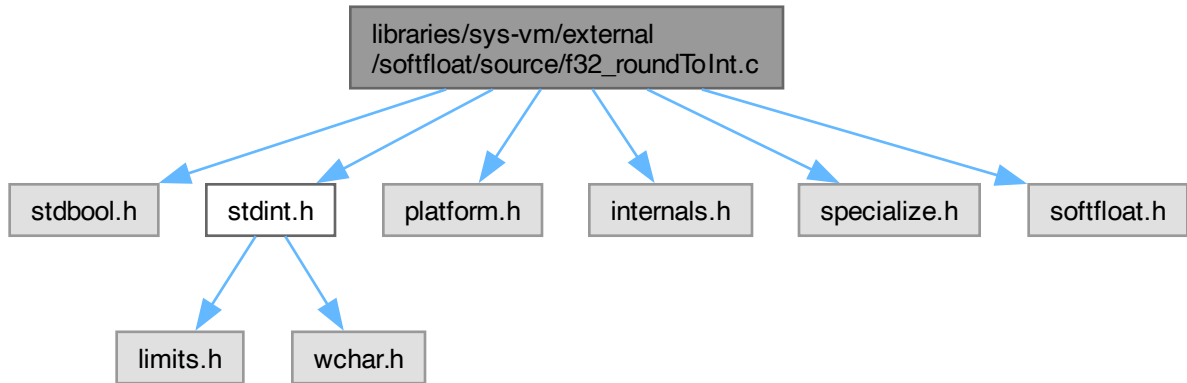 libraries/sys-vm/external
/softfloat/source/f32_roundToInt.c
stdbool.h
stdint.h
platform.h
internals.h
specialize.h
softfloat.h
limits.h
wchar.h